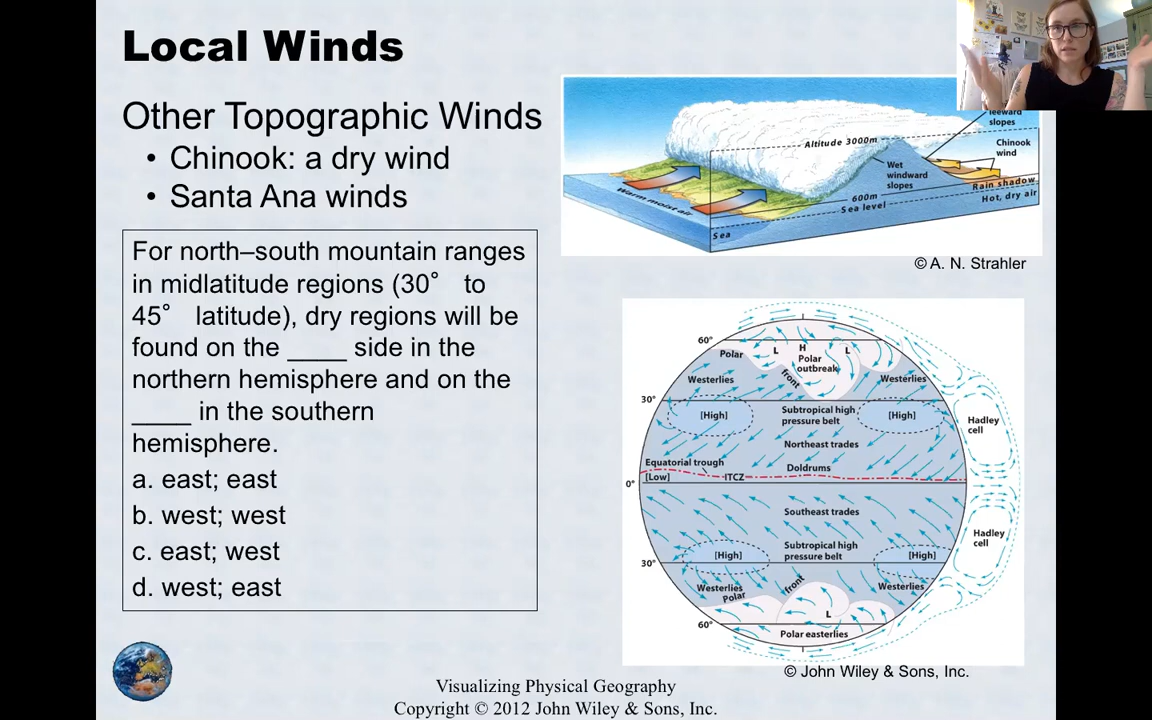 Local Winds
Other Topographic Winds
• Chinook: a dry wind
• Santa Ana winds
For north–south mountain ranges
in midlatitude regions (30° to
45° latitude), dry regions will be
found on the ____ side in the
northern hemisphere and on the
____ in the southern
hemisphere.
a. east; east
b. west; west
c. east; west
d. west; east
leeward
slopes
Altitude 3000m
Chinook
wind
Wet
windward
slopes
Rain shadow
Warm moist air
600m
Hot, dry air
Sea level
Sea
© A. N. Strahler
60°
Polar
L
H
L
Polar
outbreak
Westerlies
front
Westerlies
30°
[High]
Subtropical high
pressure belt
[High]
Hadley
cell
Northeast trades
Equatorial trough
Doldrums
[Low]
ITCZ
0°
Southeast trades
Hadley
cell
[High]
Subtropical high
pressure belt
[High]
30°
Westerlies
front
Westerlies
Polar
L
60°
Polar easterlies
© John Wiley & Sons, Inc.
Visualizing Physical Geography
Copyright © 2012 John Wiley & Sons, Inc.